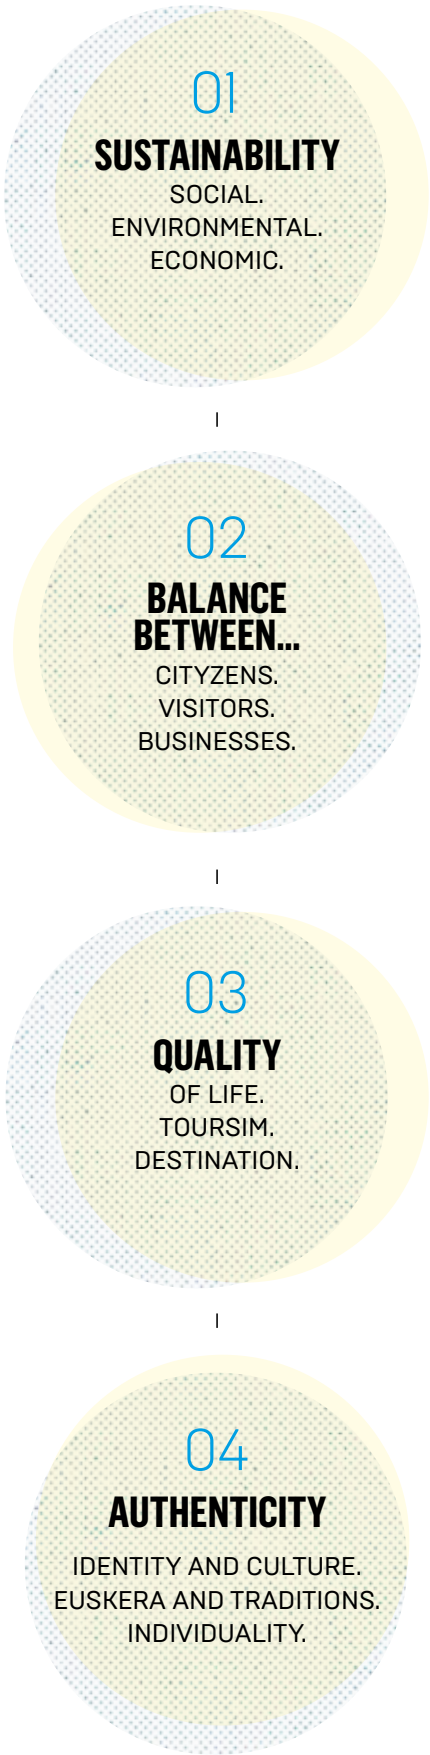 01
SUSTAINABILITY
SOCIAL.
ENVIRONMENTAL.
ECONOMIC.
02
BALANCE
BETWEEN...
CITYZENS.
VISITORS.
BUSINESSES.
03
QUALITY
OF LIFE.
TOURSIM.
DESTINATION.
04
AUTHENTICITY
IDENTITY AND CULTURE.
EUSKERA AND TRADITIONS.
INDIVIDUALITY.